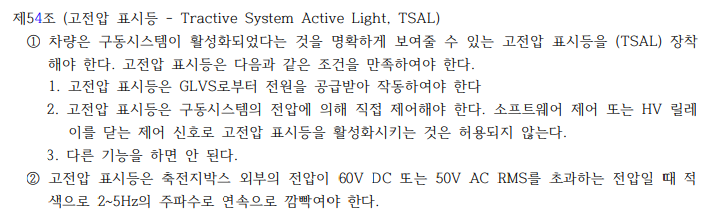 제54조 (고전압 표시등 - Tractive System Active Light, TSAL)
① 차량은 구동시스템이 활성화되었다는 것을 명확하게 보여줄 수 있는 고전압 표시등을 (TSAL) 장착
해야 한다. 고전압 표시등은 다음과 같은 조건을 만족하여야 한다.
1. 고전압 표시등은 GLVS로부터 전원을 공급받아 작동하여야 한다
2. 고전압 표시등은 구동시스템의 전압에 의해 직접 제어해야 한다. 소프트웨어 제어 또는 HV 릴레
이를 닫는 제어 신호로 고전압 표시등을 활성화시키는 것은 허용되지 않는다.
3. 다른 기능을 하면 안 된다.
② 고전압 표시등은 축전지박스 외부의 전압이 60V DC 또는 50V AC RMS를 초과하는 전압일 때 적
색으로 2~5Hz의 주파수로 연속으로 깜빡여야 한다.